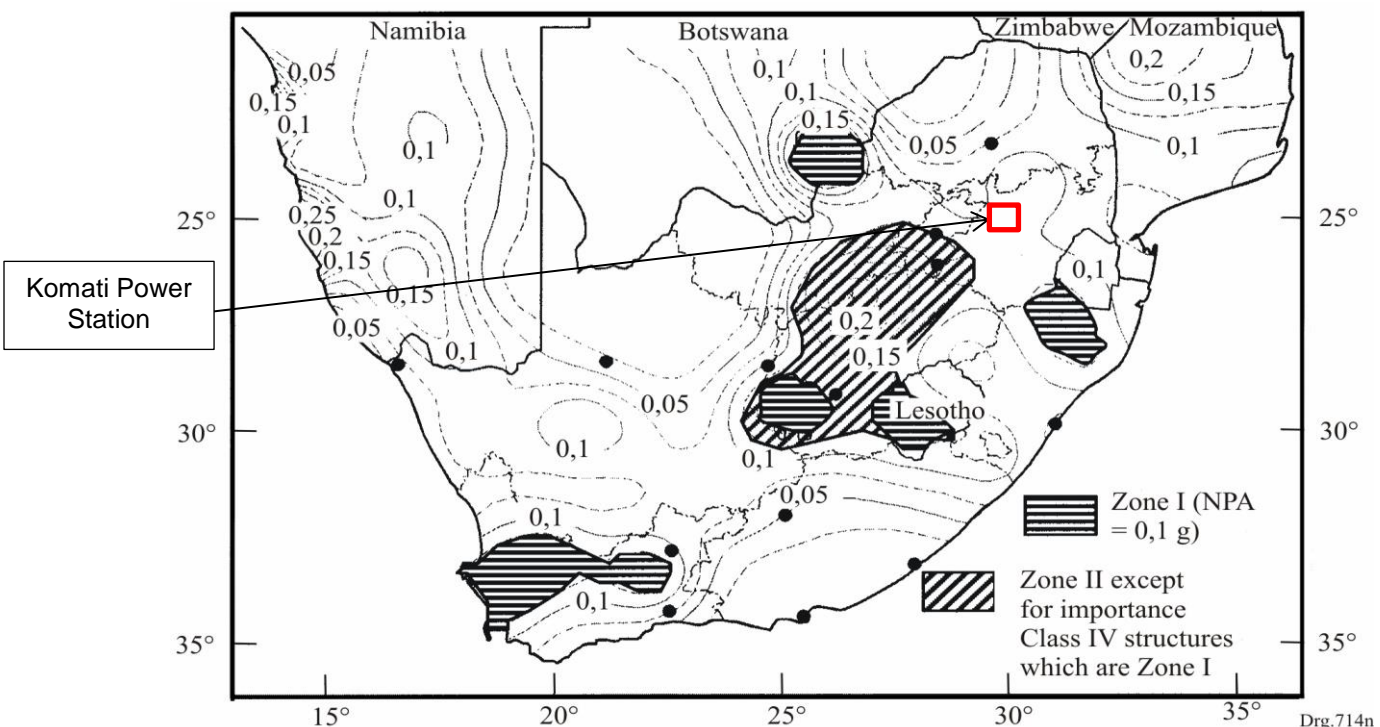 Namibia
Botswana
Zimbabwe
Mozambique
0,05
0,15
0,1
0,1
0,1
0,1
0,15
0,05
0,2
0,15
0,1
0,1
25°
25°
0,25
0,2
0,15
0,15
0,05
0,1
0,1
Komati Power
Station
0,2
0,15
0,05
Lesotho
30°
30°
0,1
0,1
0,05
0,1
0,1
Zone I (NPA
= 0,1 g)
Zone II except
for importance
Class IV structures
which are Zone I
35°
35°
15°
20°
25°
30°
35°
Drg.714n